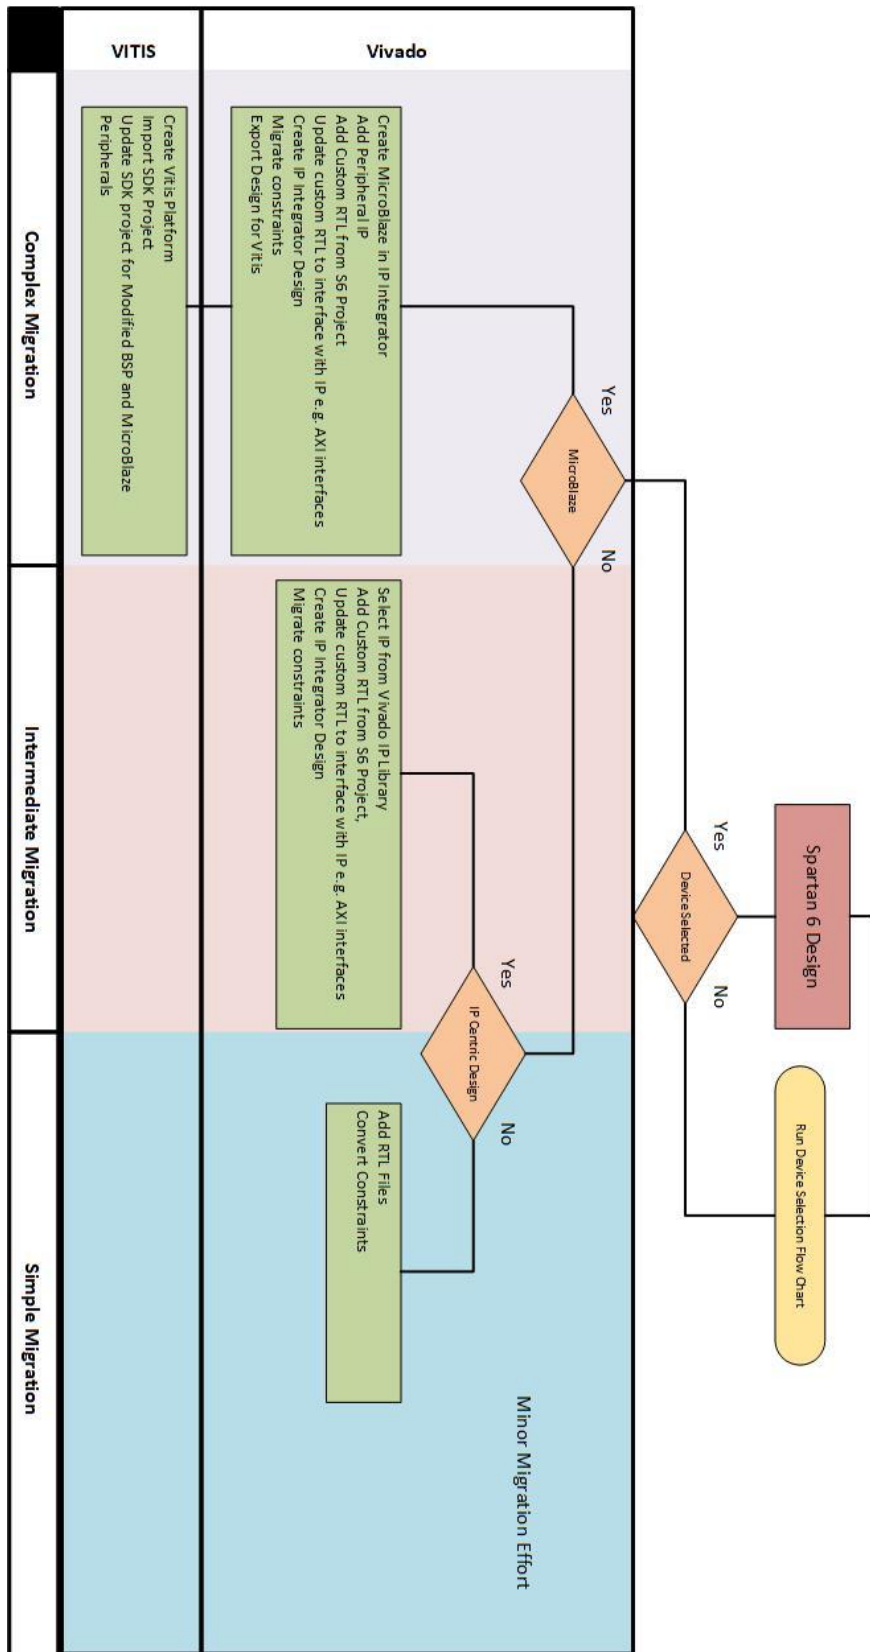 Spartan 6 Design
Run Device Selection Flow Chart
Yes
Device Selected
No
Yes
MicroBlaze
No
Minor Migration Effort
Vivado
Create MicroBlaze in IP Integrator
Add Peripheral IP
Add Custom RTL from S6 Project
Update custom RTL to interface with IP e.g. AXI interfaces
Create IP Integrator Design
Migrate constraints
Export Design for Vitis
Yes
IP Centric Design
No
Select IP from Vivado IP Library
Add Custom RTL from S6 Project,
Update custom RTL to interface with IP e.g. AXI interfaces
Create IP Integrator Design
Migrate constraints
Add RTL Files
Convert Constraints
VITIS
Create Vitis Platform
Import SDK Project
Update SDK project for Modified BSP and MicroBlaze
Peripherals
Complex Migration
Intermediate Migration
Simple Migration